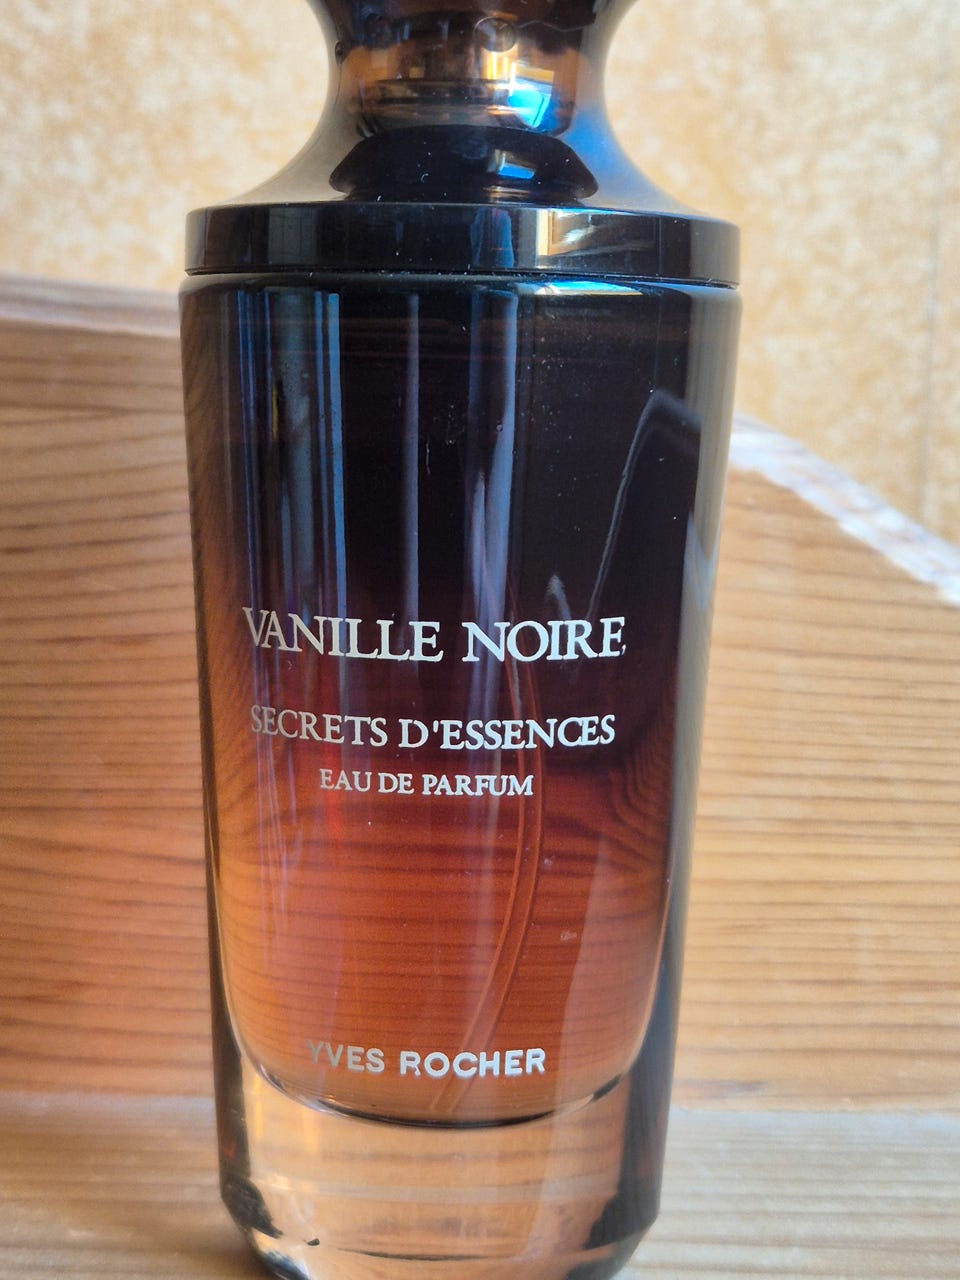 VANILLE NOIRE
SECRETS D'ESSENCES
EAU DE PARFUM
YVES ROCHER